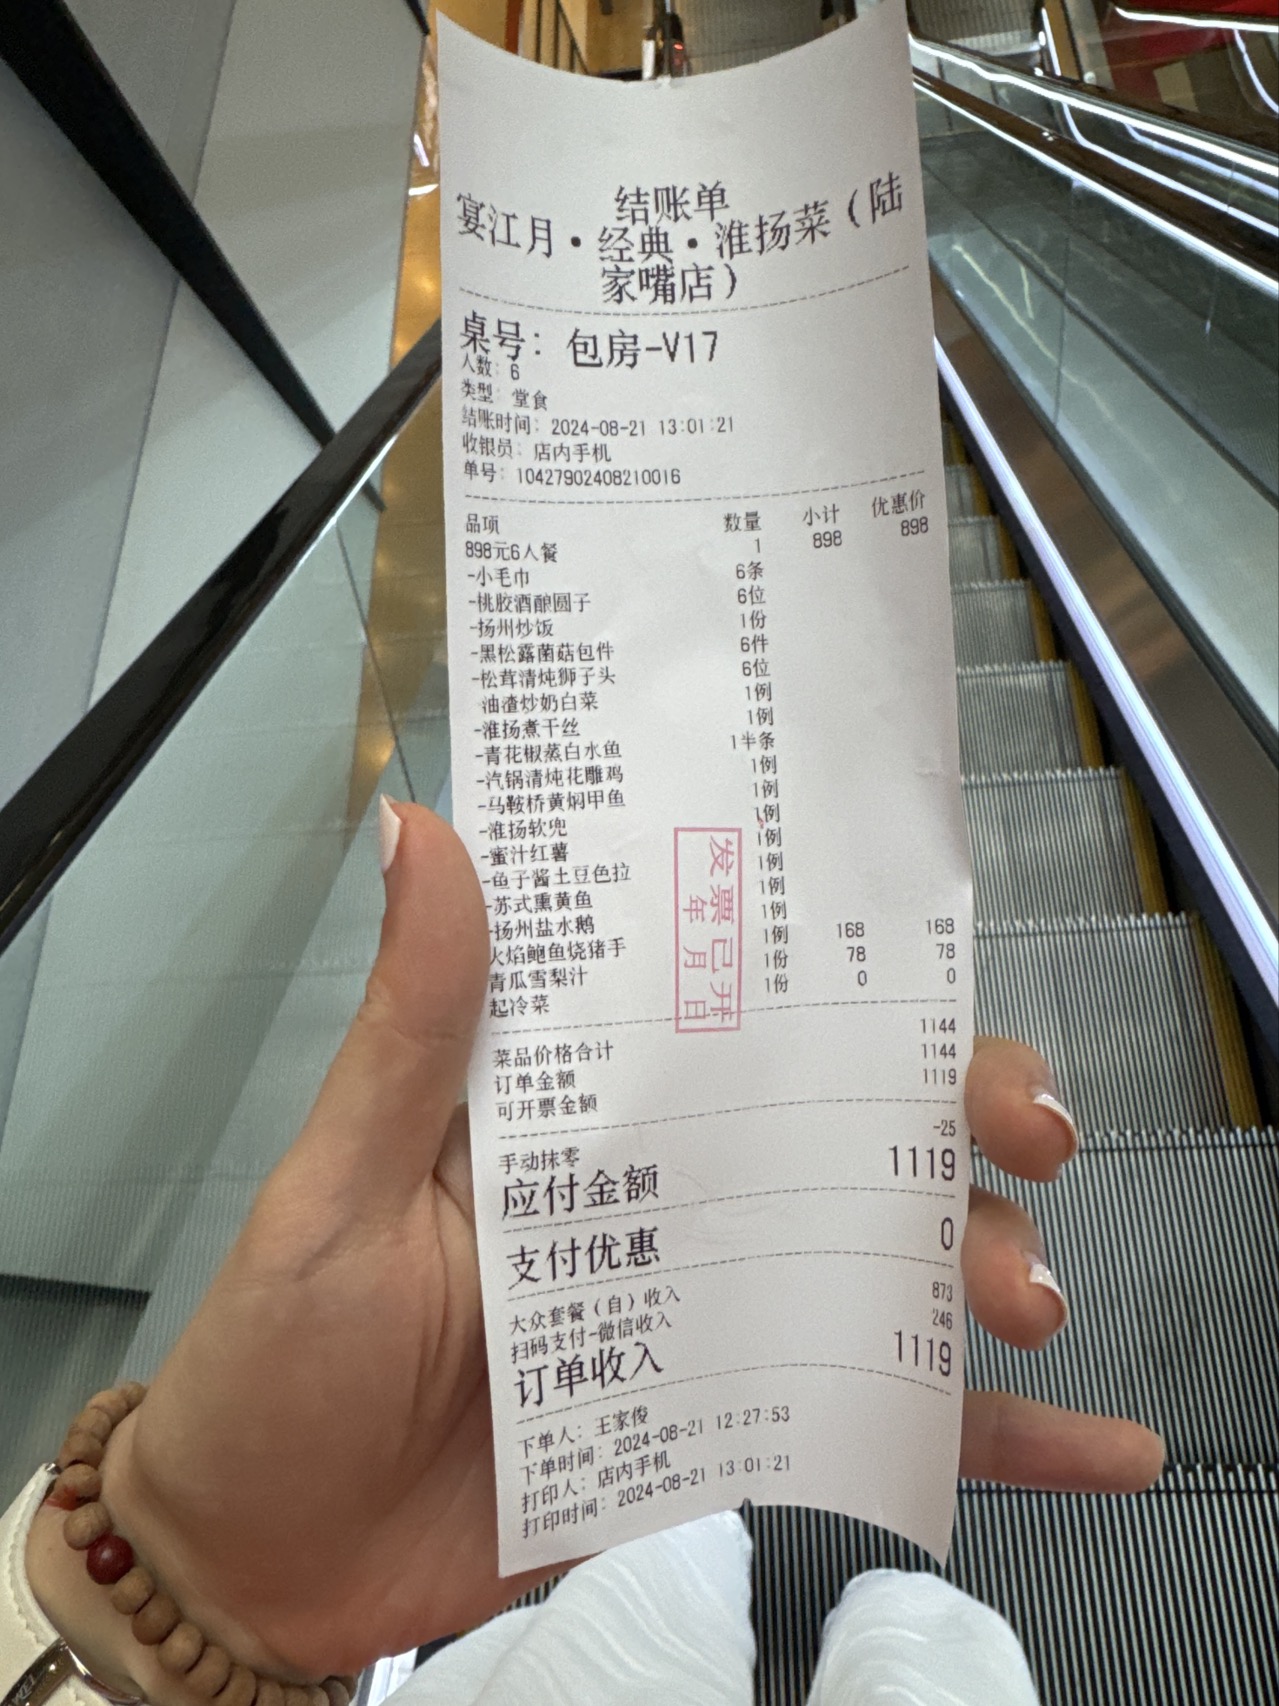 结账单
宴江月·经典·淮扬菜(陆
家嘴店)
桌号: 包房-V17
人数: 6
类型: 堂食
结账时间: 2024-08-21 13:01:21
收银员: 店内手机
单号: 10427902408210016
品项 数量 小计 优惠价
898元6人餐 1 898 898
-小毛巾 6条
-桃胶酒酿圆子 6位
-扬州炒饭 1份
-黑松露菌菇包件 6件
-松茸清炖狮子头 6位
油渣炒奶白菜 1例
-淮扬煮干丝 1例
-青花椒蒸白水鱼 1半条
-汽锅清炖花雕鸡 1例
-马鞍桥黄焖甲鱼 1例
-淮扬软兜 1例
-蜜汁红薯 1例
-鱼子酱土豆色拉 1例
-苏式熏黄鱼 1例
-扬州盐水鹅 1例
火焰鲍鱼烧猪手 1例 168 168
青瓜雪梨汁 1份 78 78
起冷菜 1份 0 0
发票已开
年月日
菜品价格合计 1144
订单金额 1144
可开票金额 1119
手动抹零 -25
应付金额 1119
支付优惠 0
大众套餐(自)收入 873
扫码支付-微信收入 246
订单收入 1119
下单人: 王家俊
下单时间: 2024-08-21 12:27:53
打印人: 店内手机
打印时间: 2024-08-21 13:01:21